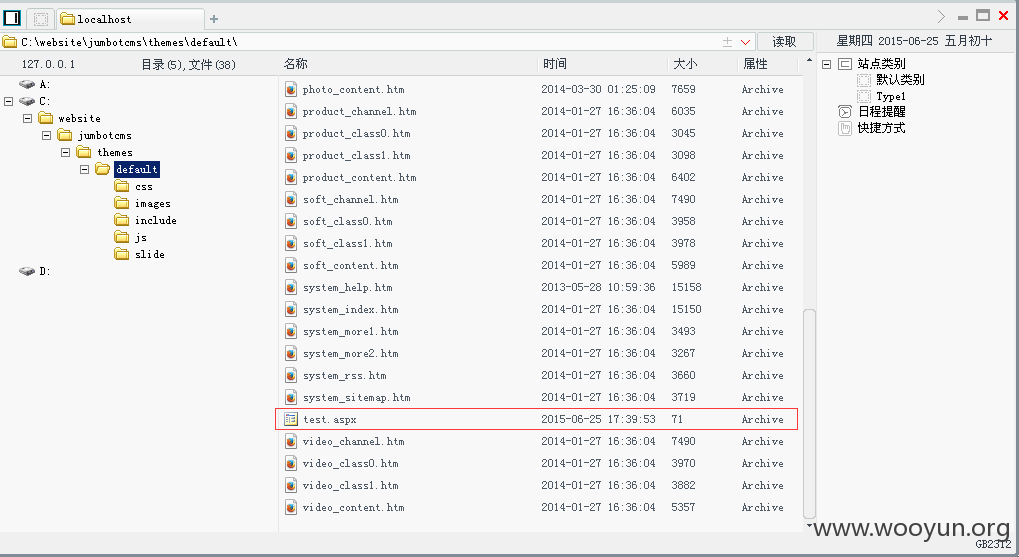 localhost
C:\website\jumbotcms\themes\default\ 读取 星期四 2015-06-25 五月初十
127.0.0.1 目录(5),文件(38) 名称 时间 大小 属性
A:
C:
website
jumbotcms
themes
default
css
images
include
js
slide
D:
photo_content.htm 2014-03-30 01:25:09 7659 Archive
product_channel.htm 2014-01-27 16:36:04 6035 Archive
product_class0.htm 2014-01-27 16:36:04 3045 Archive
product_class1.htm 2014-01-27 16:36:04 3098 Archive
product_content.htm 2014-01-27 16:36:04 6402 Archive
soft_channel.htm 2014-01-27 16:36:04 7490 Archive
soft_class0.htm 2014-01-27 16:36:04 3958 Archive
soft_class1.htm 2014-01-27 16:36:04 3978 Archive
soft_content.htm 2014-01-27 16:36:04 5989 Archive
system_help.htm 2013-05-28 10:59:36 15158 Archive
system_index.htm 2014-01-27 16:36:04 15150 Archive
system_more1.htm 2014-01-27 16:36:04 3493 Archive
system_more2.htm 2014-01-27 16:36:04 3267 Archive
system_rss.htm 2014-01-27 16:36:04 3660 Archive
system_sitemap.htm 2014-01-27 16:36:04 3719 Archive
test.aspx 2015-06-25 17:39:53 71 Archive
video_channel.htm 2014-01-27 16:36:04 7490 Archive
video_class0.htm 2014-01-27 16:36:04 3970 Archive
video_class1.htm 2014-01-27 16:36:04 3882 Archive
video_content.htm 2014-01-27 16:36:04 5357 Archive
站点类别
默认类别
Type1
日程提醒
快捷方式
www.wooyun.org
GB2312